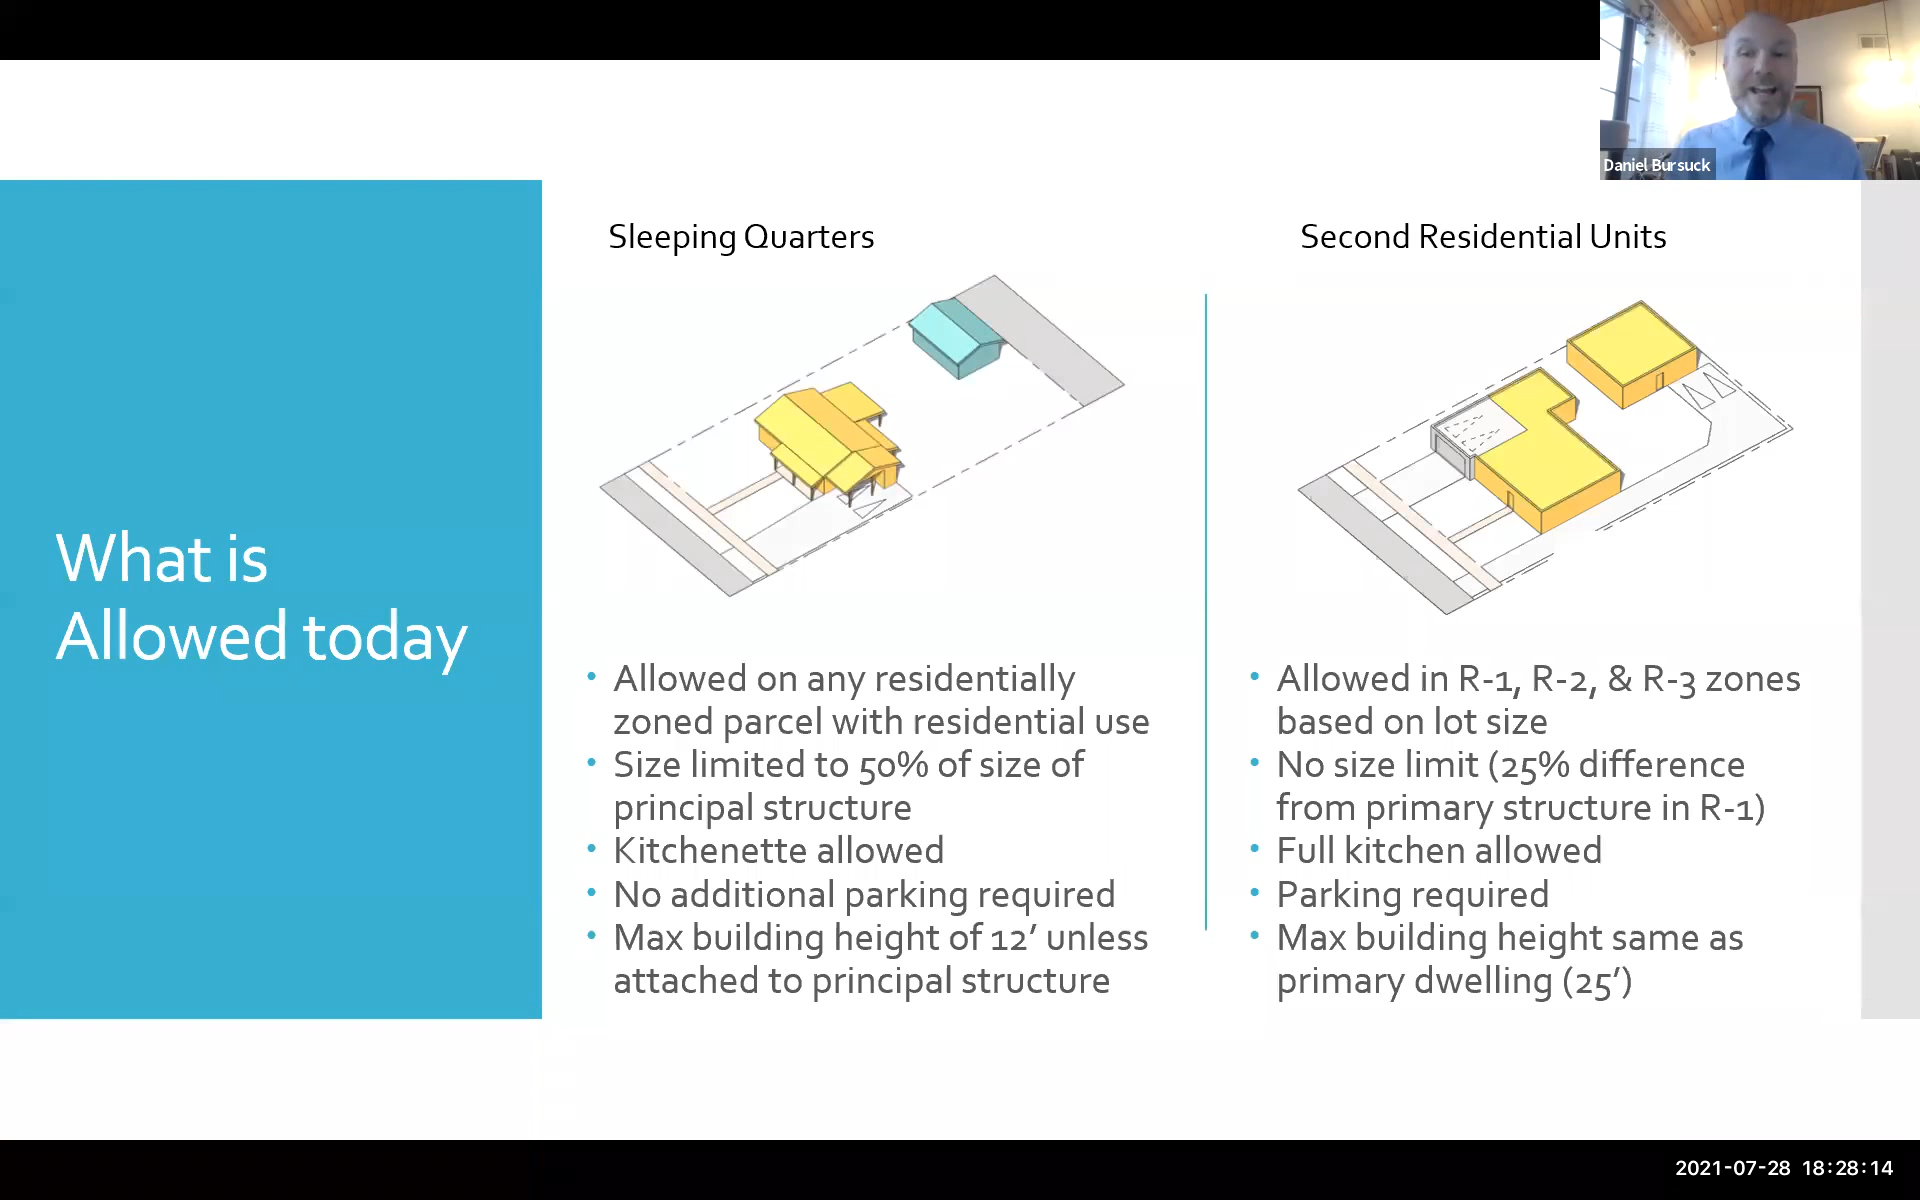 Daniel Bursuck
What is
Allowed today
Sleeping Quarters
• Allowed on any residentially
zoned parcel with residential use
• Size limited to 50% of size of
principal structure
• Kitchenette allowed
• No additional parking required
• Max building height of 12’ unless
attached to principal structure
Second Residential Units
• Allowed in R-1, R-2, & R-3 zones
based on lot size
• No size limit (25% difference
from primary structure in R-1)
• Full kitchen allowed
• Parking required
• Max building height same as
primary dwelling (25’)
2021-07-28 18:28:14